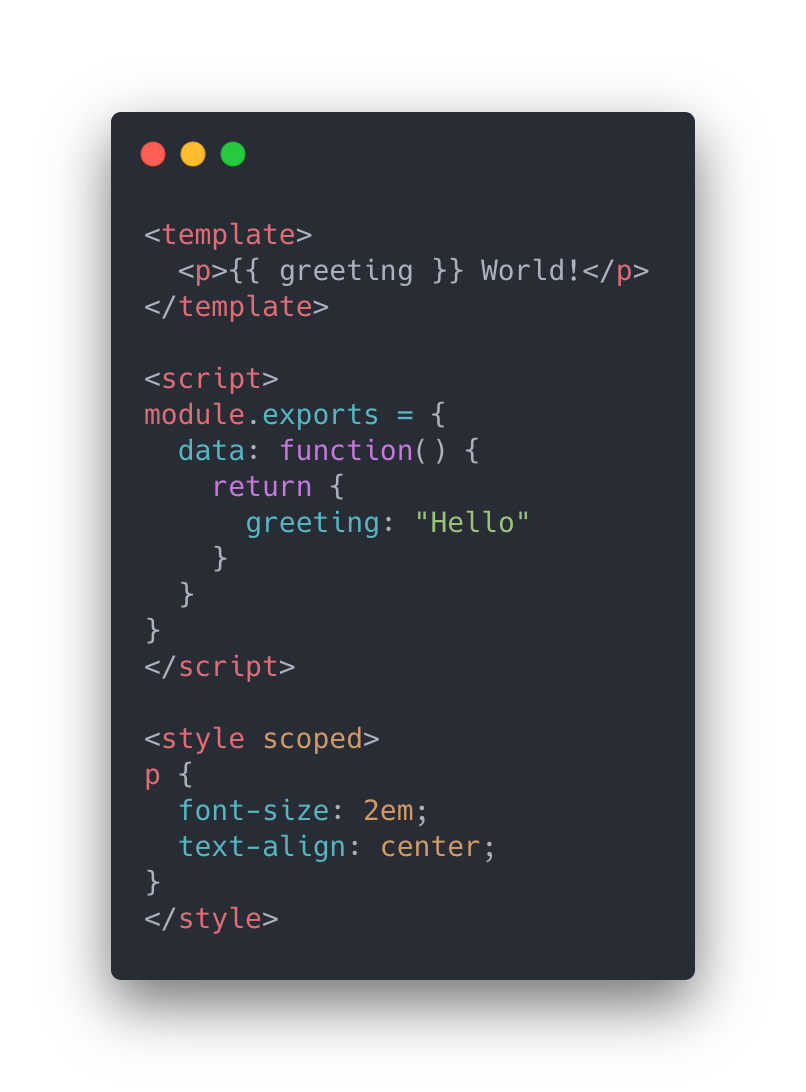 <template>
  <p>{{ greeting }} World!</p>
</template>

<script>
module.exports = {
  data: function() {
    return {
      greeting: "Hello"
    }
  }
}
</script>

<style scoped>
p {
  font-size: 2em;
  text-align: center;
}
</style>